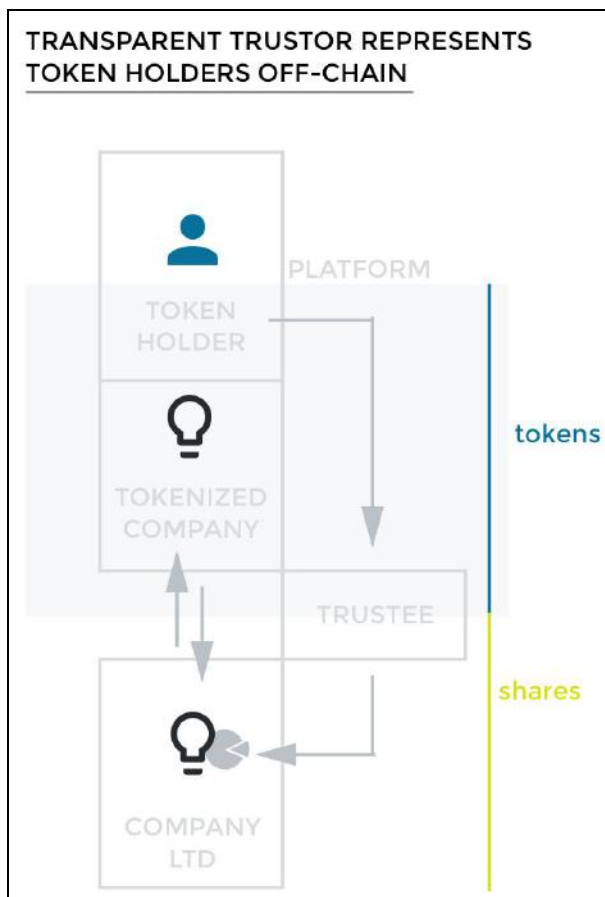 TRANSPARENT TRUSTOR REPRESENTS
TOKEN HOLDERS OFF-CHAIN
PLATFORM
TOKEN
HOLDER
tokens
TOKENIZED
COMPANY
TRUSTEE
shares
COMPANY
LTD